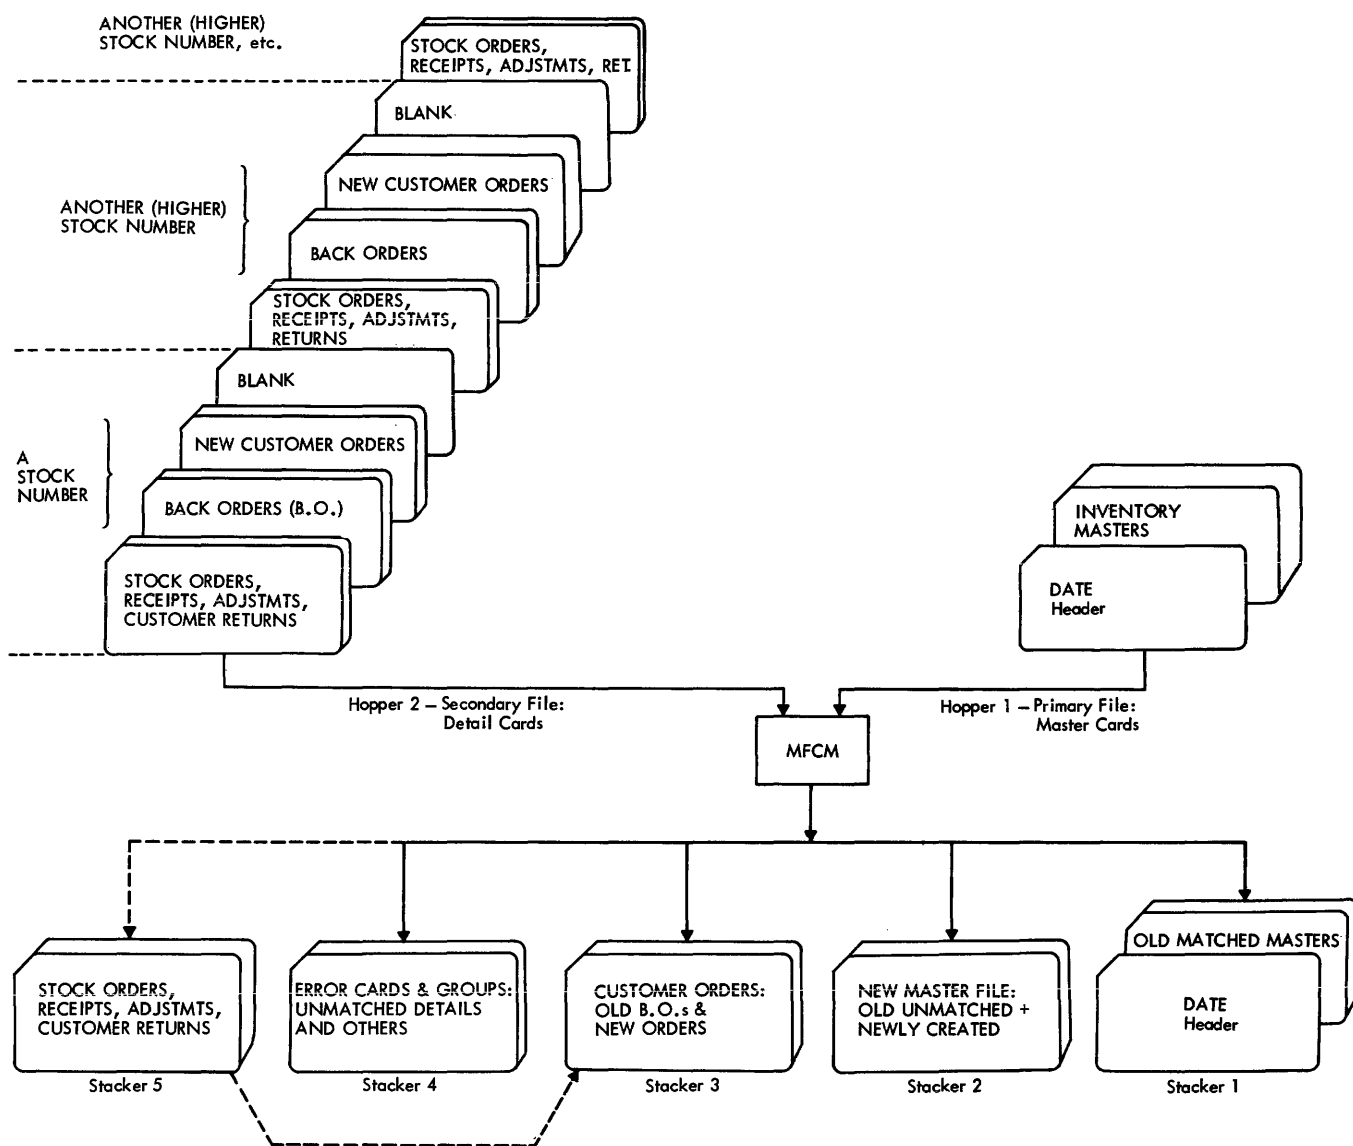 ANOTHER (HIGHER)
STOCK NUMBER, etc.
STOCK ORDERS,
RECEIPTS, ADJSTMTS, RET.
BLANK
NEW CUSTOMER ORDERS
ANOTHER (HIGHER)
STOCK NUMBER
BACK ORDERS
STOCK ORDERS,
RECEIPTS, ADJSTMTS,
RETURNS
BLANK
NEW CUSTOMER ORDERS
A
STOCK
NUMBER
BACK ORDERS (B.O.)
STOCK ORDERS,
RECEIPTS, ADJSTMTS,
CUSTOMER RETURNS
INVENTORY
MASTERS
DATE
Header
Hopper 2 – Secondary File:
Detail Cards
Hopper 1 – Primary File:
Master Cards
MFCM
STOCK ORDERS,
RECEIPTS, ADJSTMTS,
CUSTOMER RETURNS
Stacker 5
ERROR CARDS & GROUPS:
UNMATCHED DETAILS
AND OTHERS
Stacker 4
CUSTOMER ORDERS:
OLD B.O.s &
NEW ORDERS
Stacker 3
NEW MASTER FILE:
OLD UNMATCHED +
NEWLY CREATED
Stacker 2
OLD MATCHED MASTERS
DATE
Header
Stacker 1